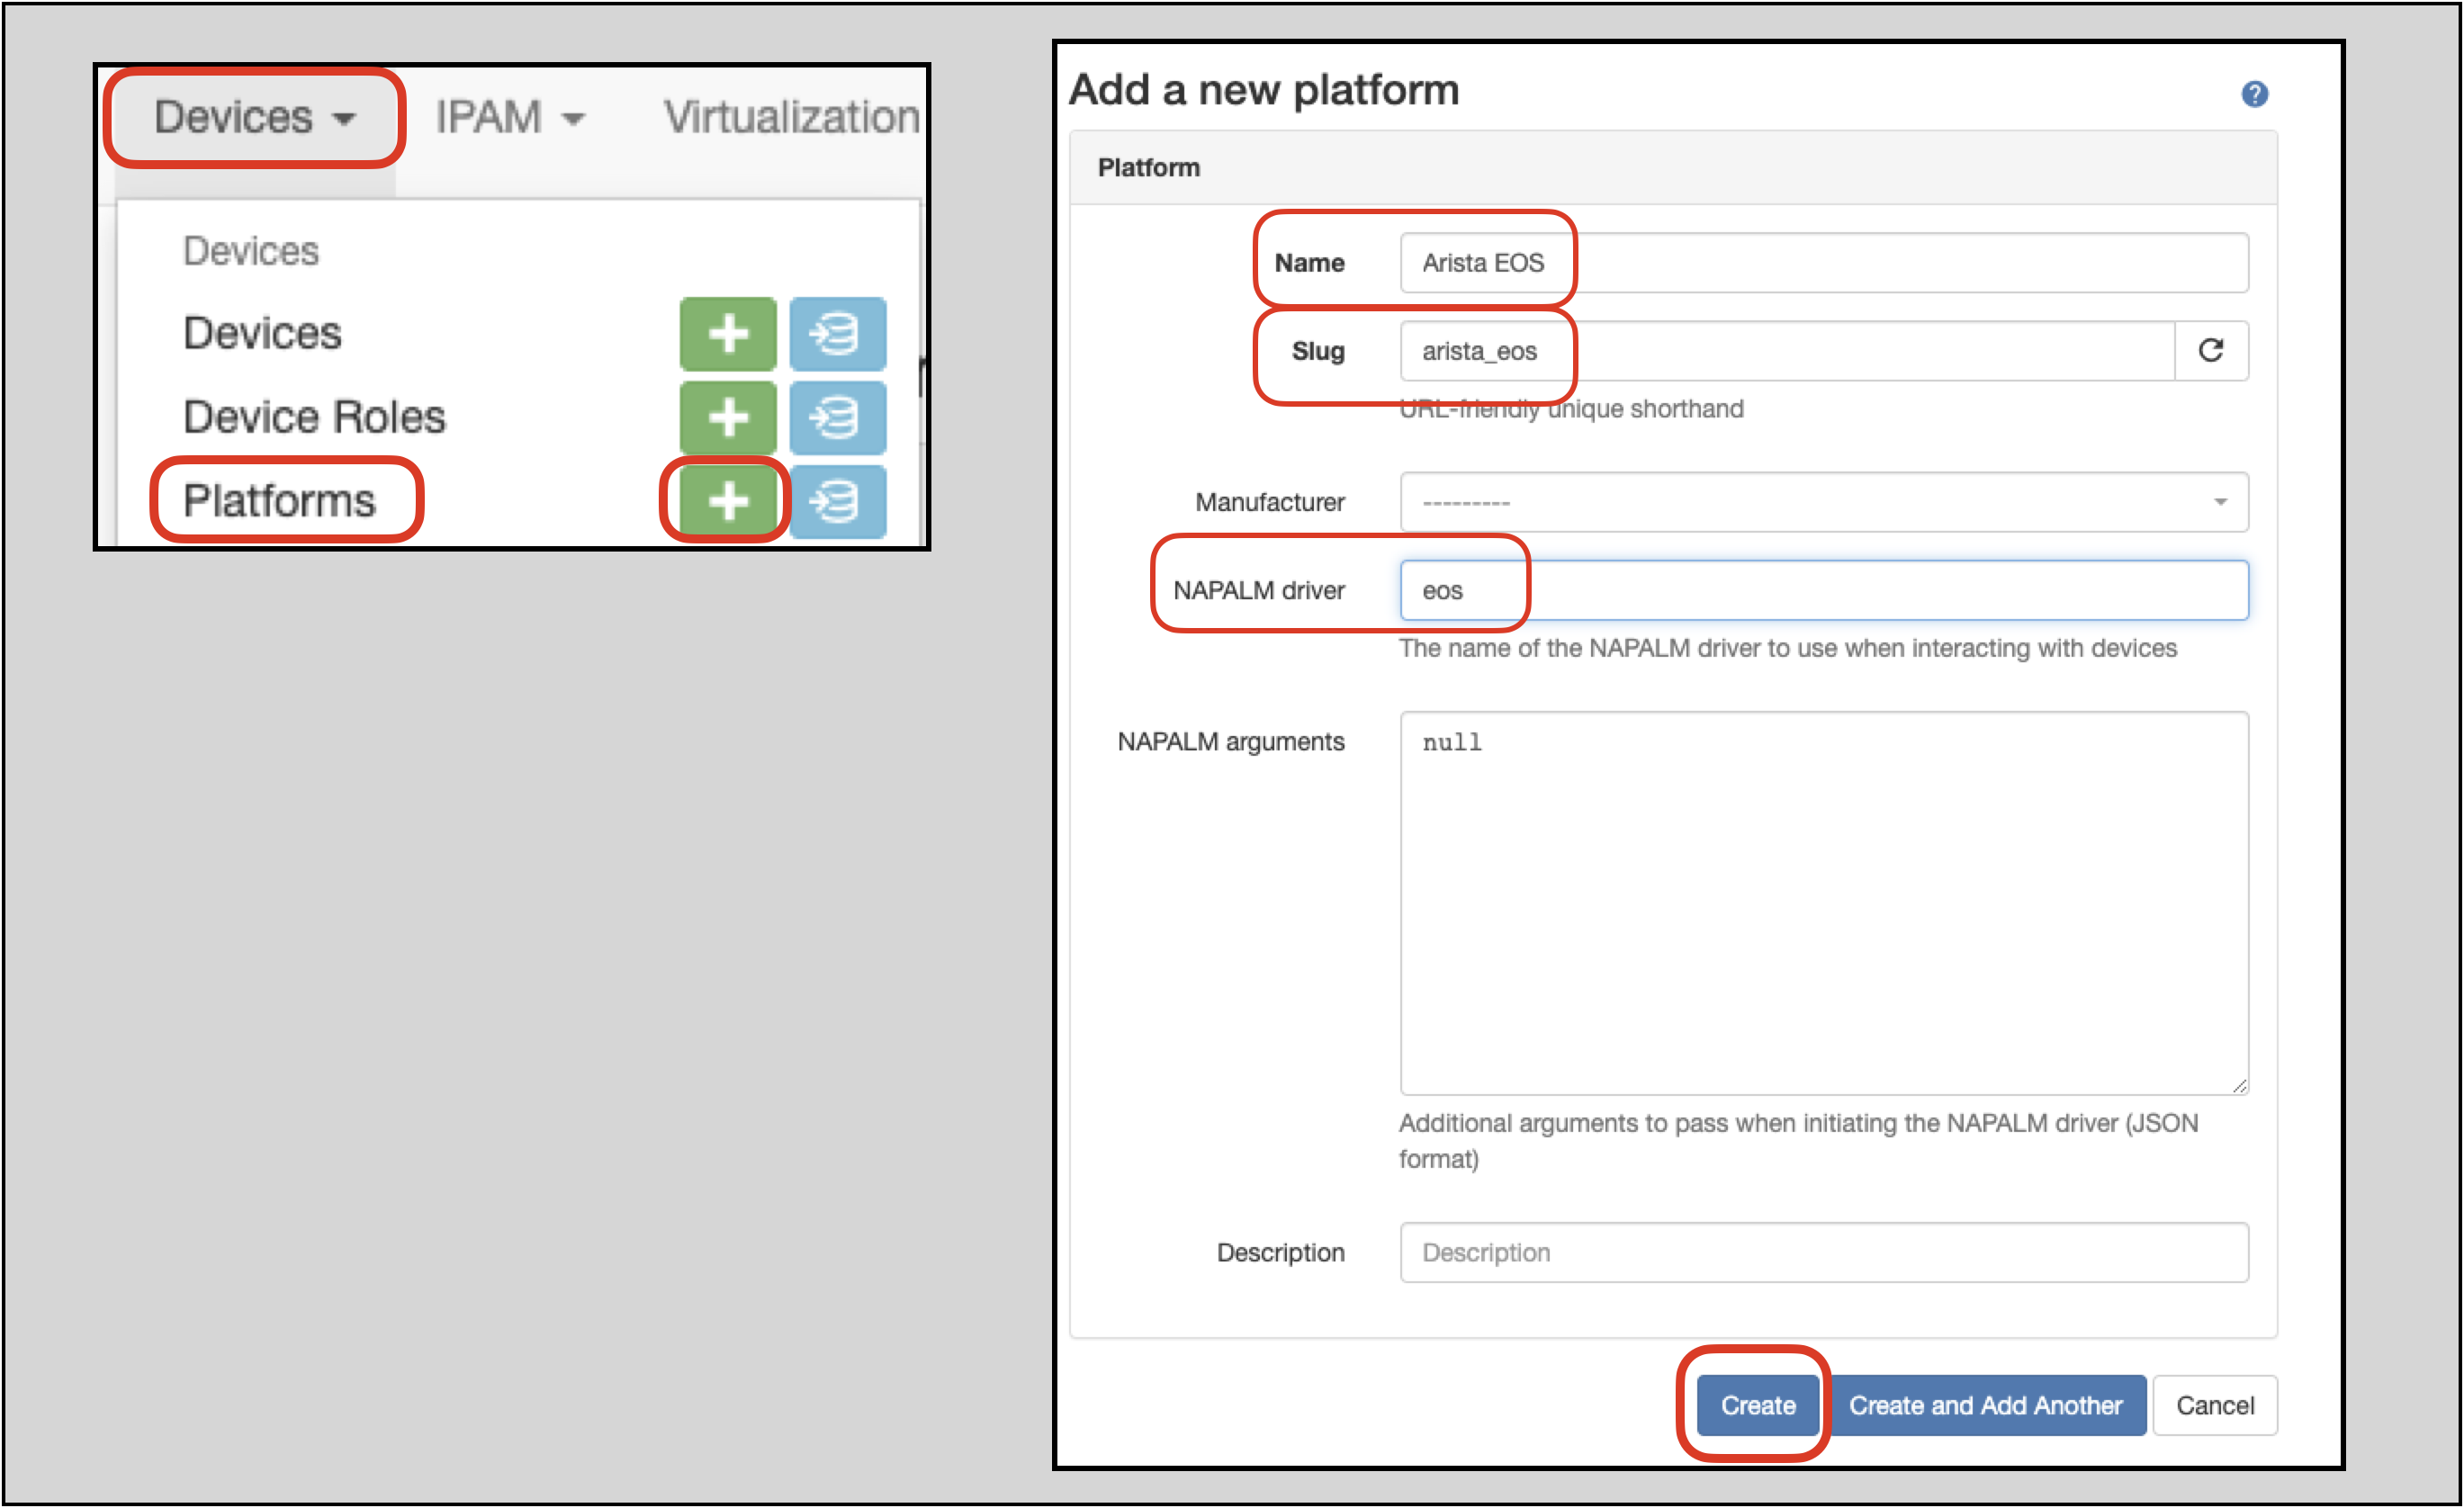 Devices IPAM Virtualization
Devices
Devices
Device Roles
Platforms
Add a new platform
?
Platform
Name Arista EOS
Slug arista_eos
URL-friendly unique shorthand
Manufacturer ---------
NAPALM driver eos
The name of the NAPALM driver to use when interacting with devices
NAPALM arguments null
Additional arguments to pass when initiating the NAPALM driver (JSON
format)
Description Description
Create Create and Add Another Cancel